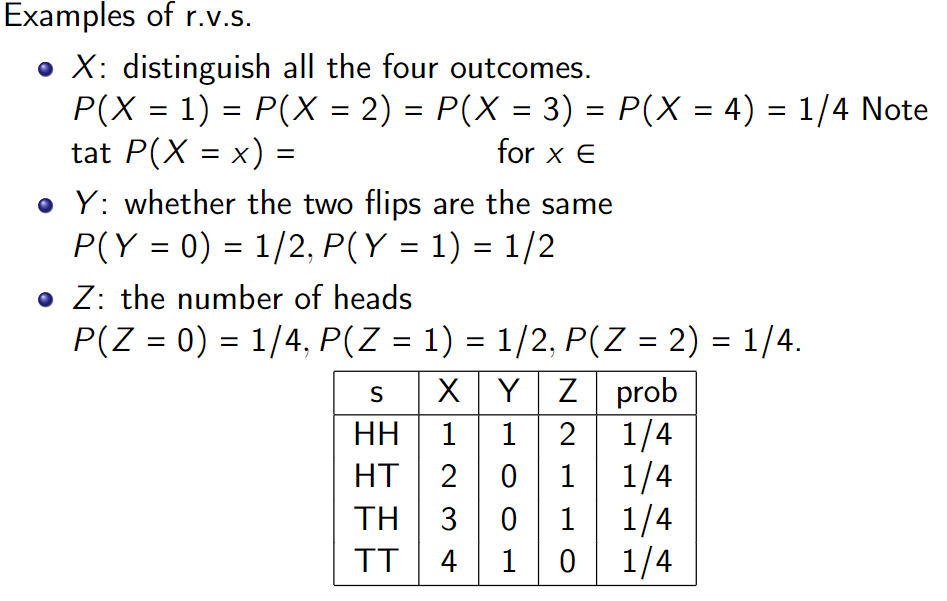 Examples of r.v.s.
X: distinguish all the four outcomes.
P(X = 1) = P(X = 2) = P(X = 3) = P(X = 4) = 1/4 Note
tat P(X = x) = for x ∈
Y: whether the two flips are the same
P(Y = 0) = 1/2, P(Y = 1) = 1/2
Z: the number of heads
P(Z = 0) = 1/4, P(Z = 1) = 1/2, P(Z = 2) = 1/4.
s X Y Z prob
HH 1 1 2 1/4
HT 2 0 1 1/4
TH 3 0 1 1/4
TT 4 1 0 1/4